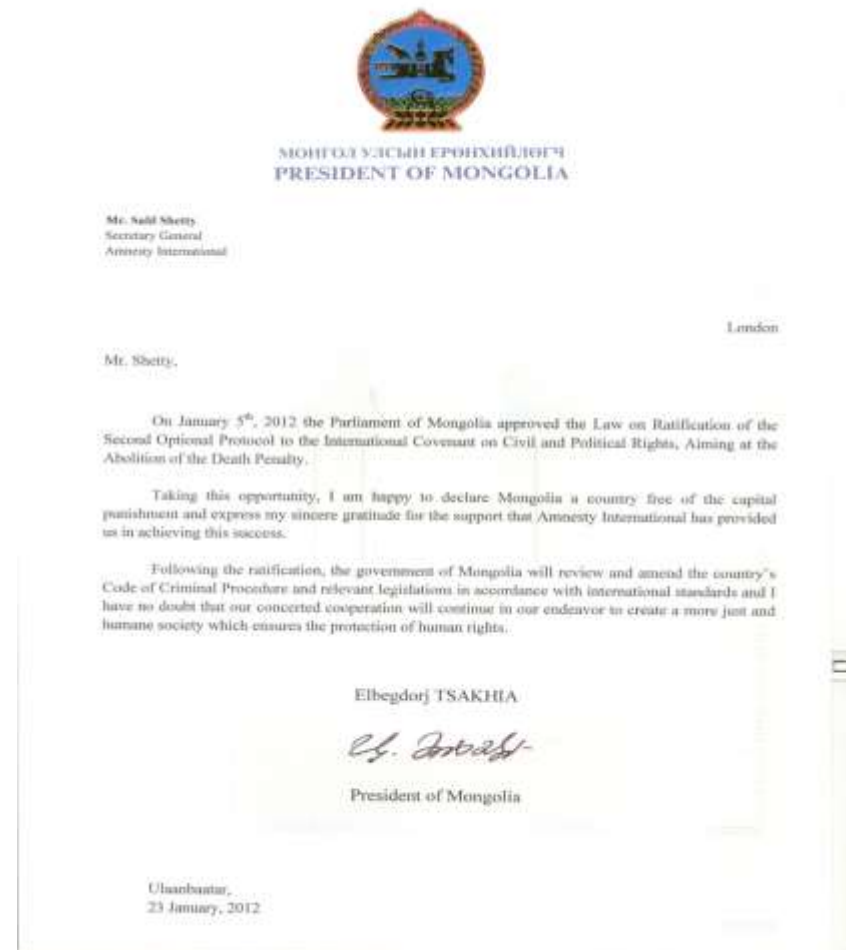 МОНГОЛ УЛСЫН ЕРӨНХИЙЛӨГЧ
PRESIDENT OF MONGOLIA
Mr. Salil Shetty
Secretary General
Amnesty International
London
Mr. Shetty,
On January 5th, 2012 the Parliament of Mongolia approved the Law on Ratification of the
Second Optional Protocol to the International Covenant on Civil and Political Rights, Aiming at the
Abolition of the Death Penalty.
Taking this opportunity, I am happy to declare Mongolia a country free of the capital
punishment and express my sincere gratitude for the support that Amnesty International has provided
us in achieving this success.
Following the ratification, the government of Mongolia will review and amend the country's
Code of Criminal Procedure and relevant legislations in accordance with international standards and I
have no doubt that our concerted cooperation will continue in our endeavor to create a more just and
humane society which ensures the protection of human rights.
Elbegdorj TSAKHIA
President of Mongolia
Ulaanbaatar,
23 January, 2012